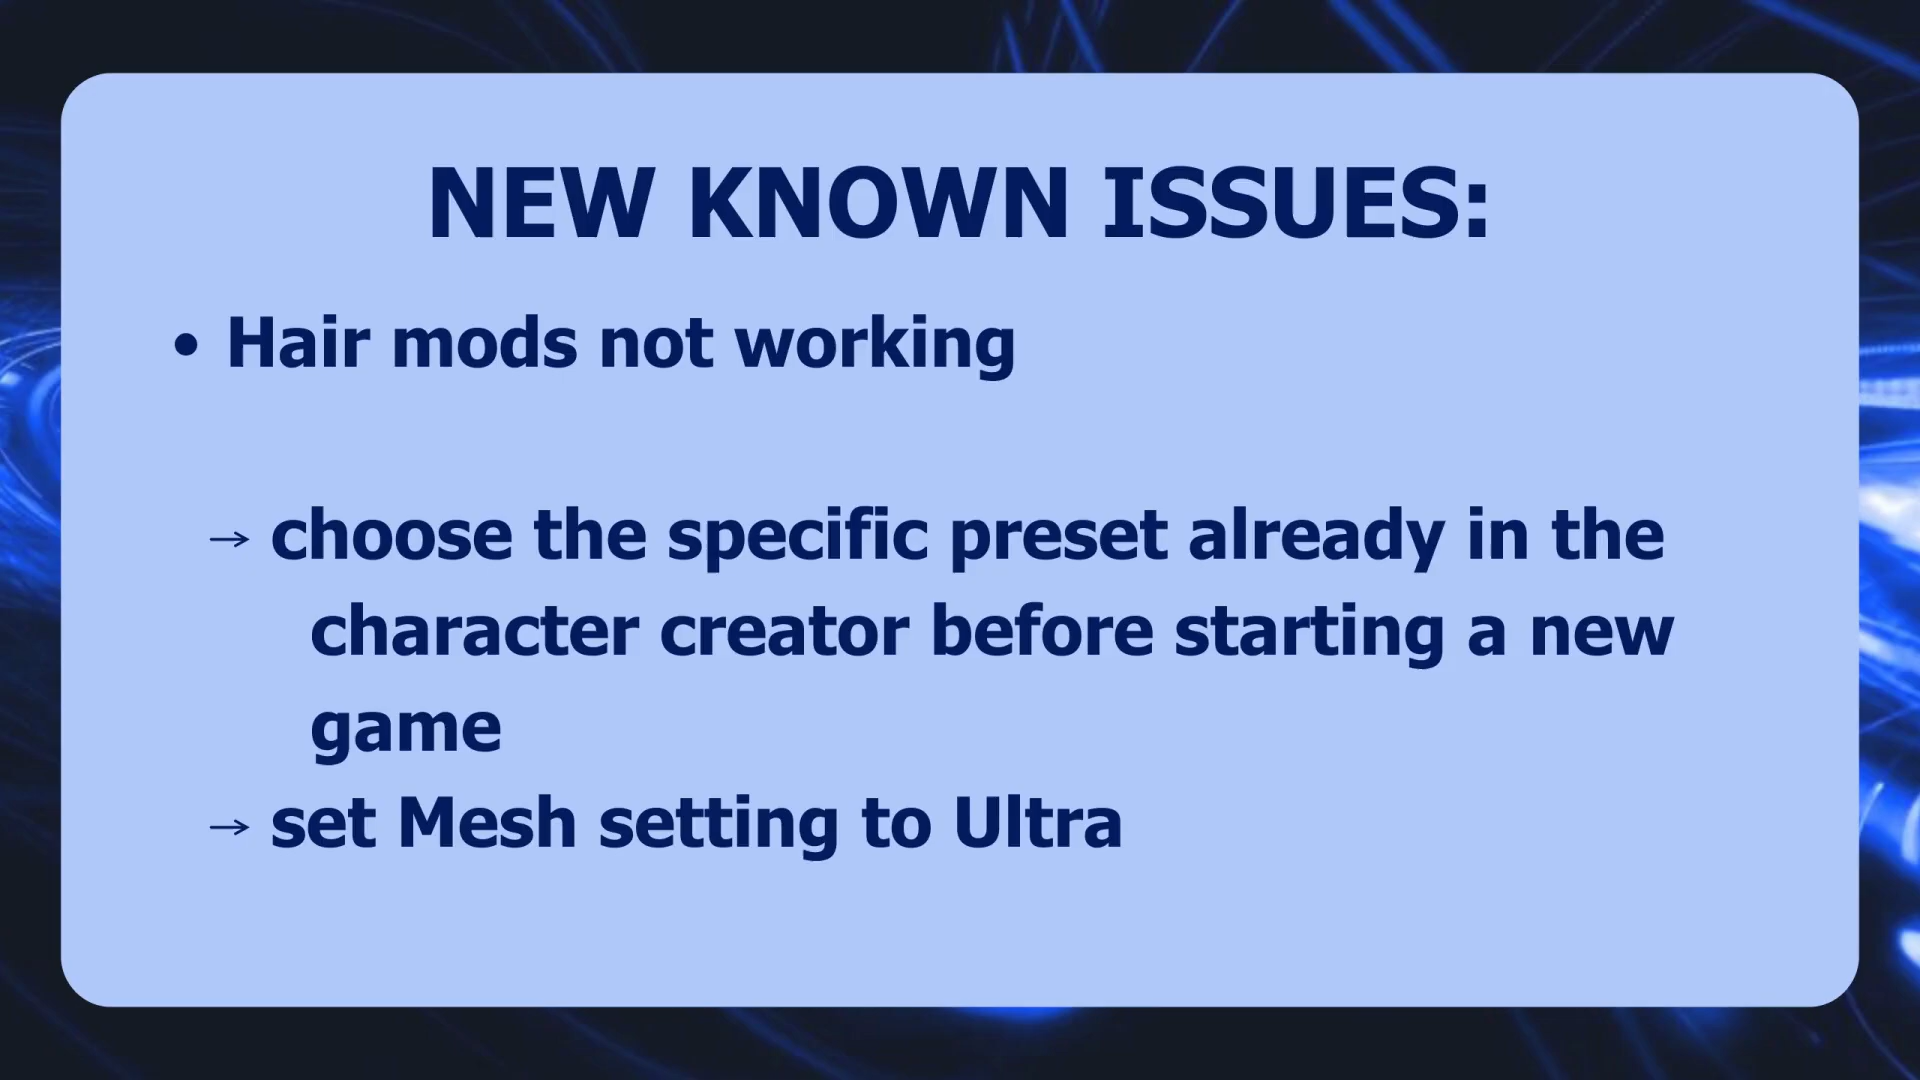 NEW KNOWN ISSUES:
• Hair mods not working
→ choose the specific preset already in the
character creator before starting a new
game
→ set Mesh setting to Ultra